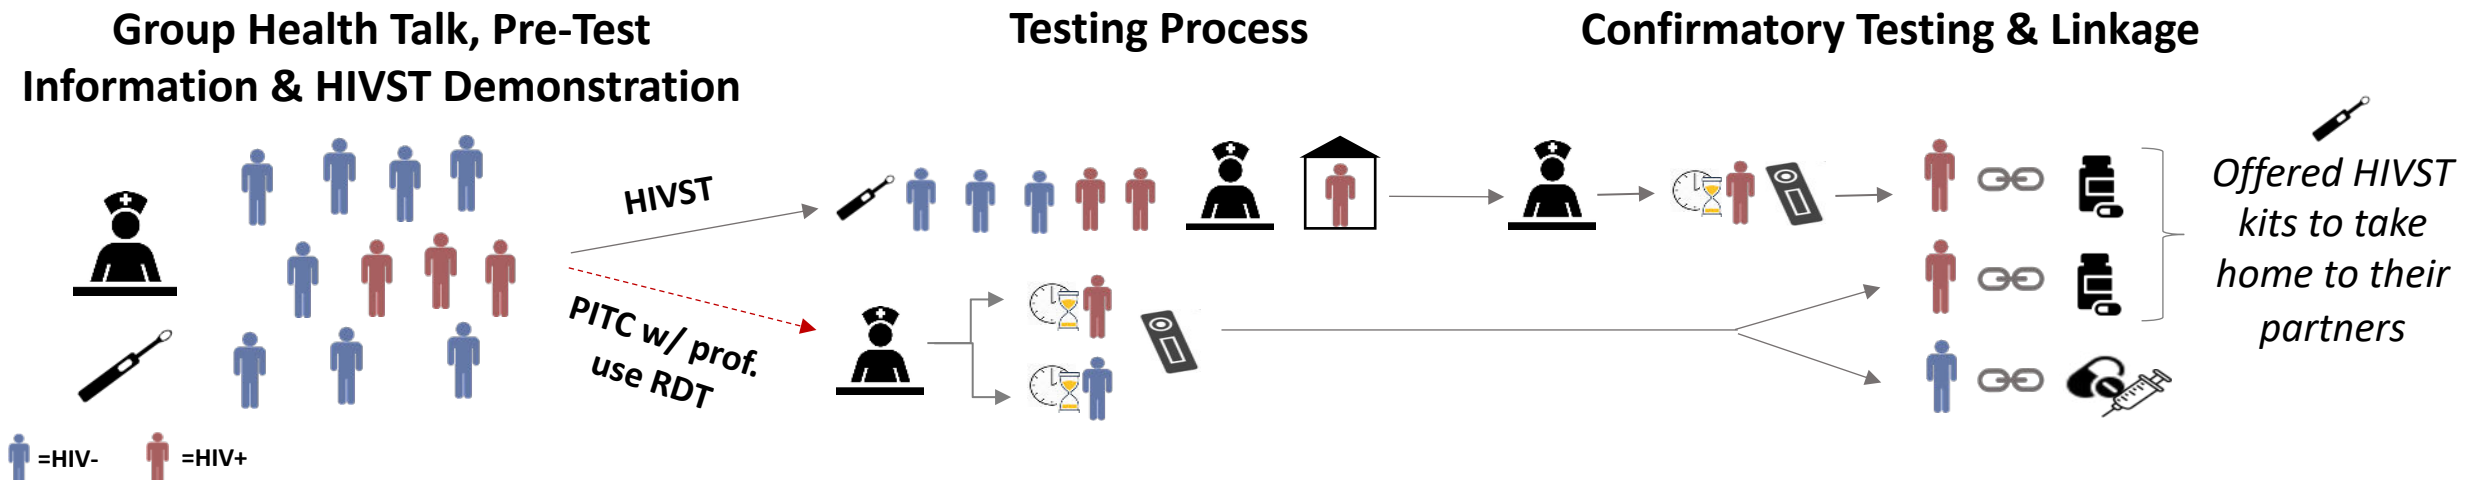 Group Health Talk, Pre-Test
Information & HIVST Demonstration
Testing Process
Confirmatory Testing & Linkage
HIVST
PITC w/ prof.
use RDT
Offered HIVST
kits to take
home to their
partners
=HIV-
=HIV+